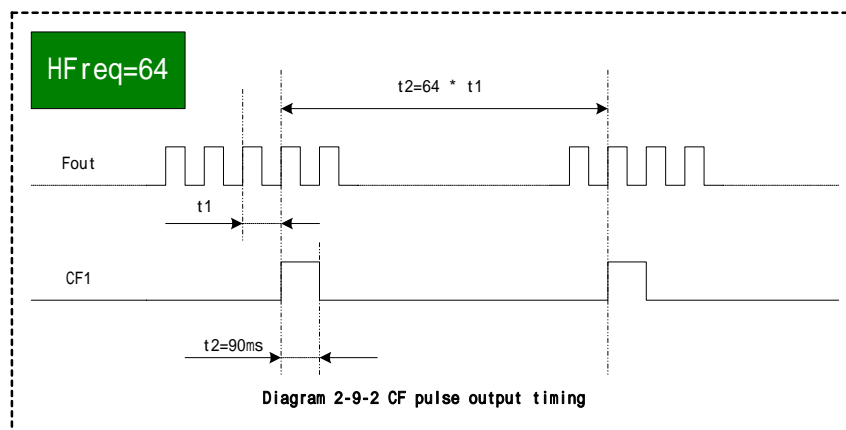 HFreq=64
t2=64 * t1
Fout
t1
CF1
t2=90ms
Diagram 2-9-2 CF pulse output timing